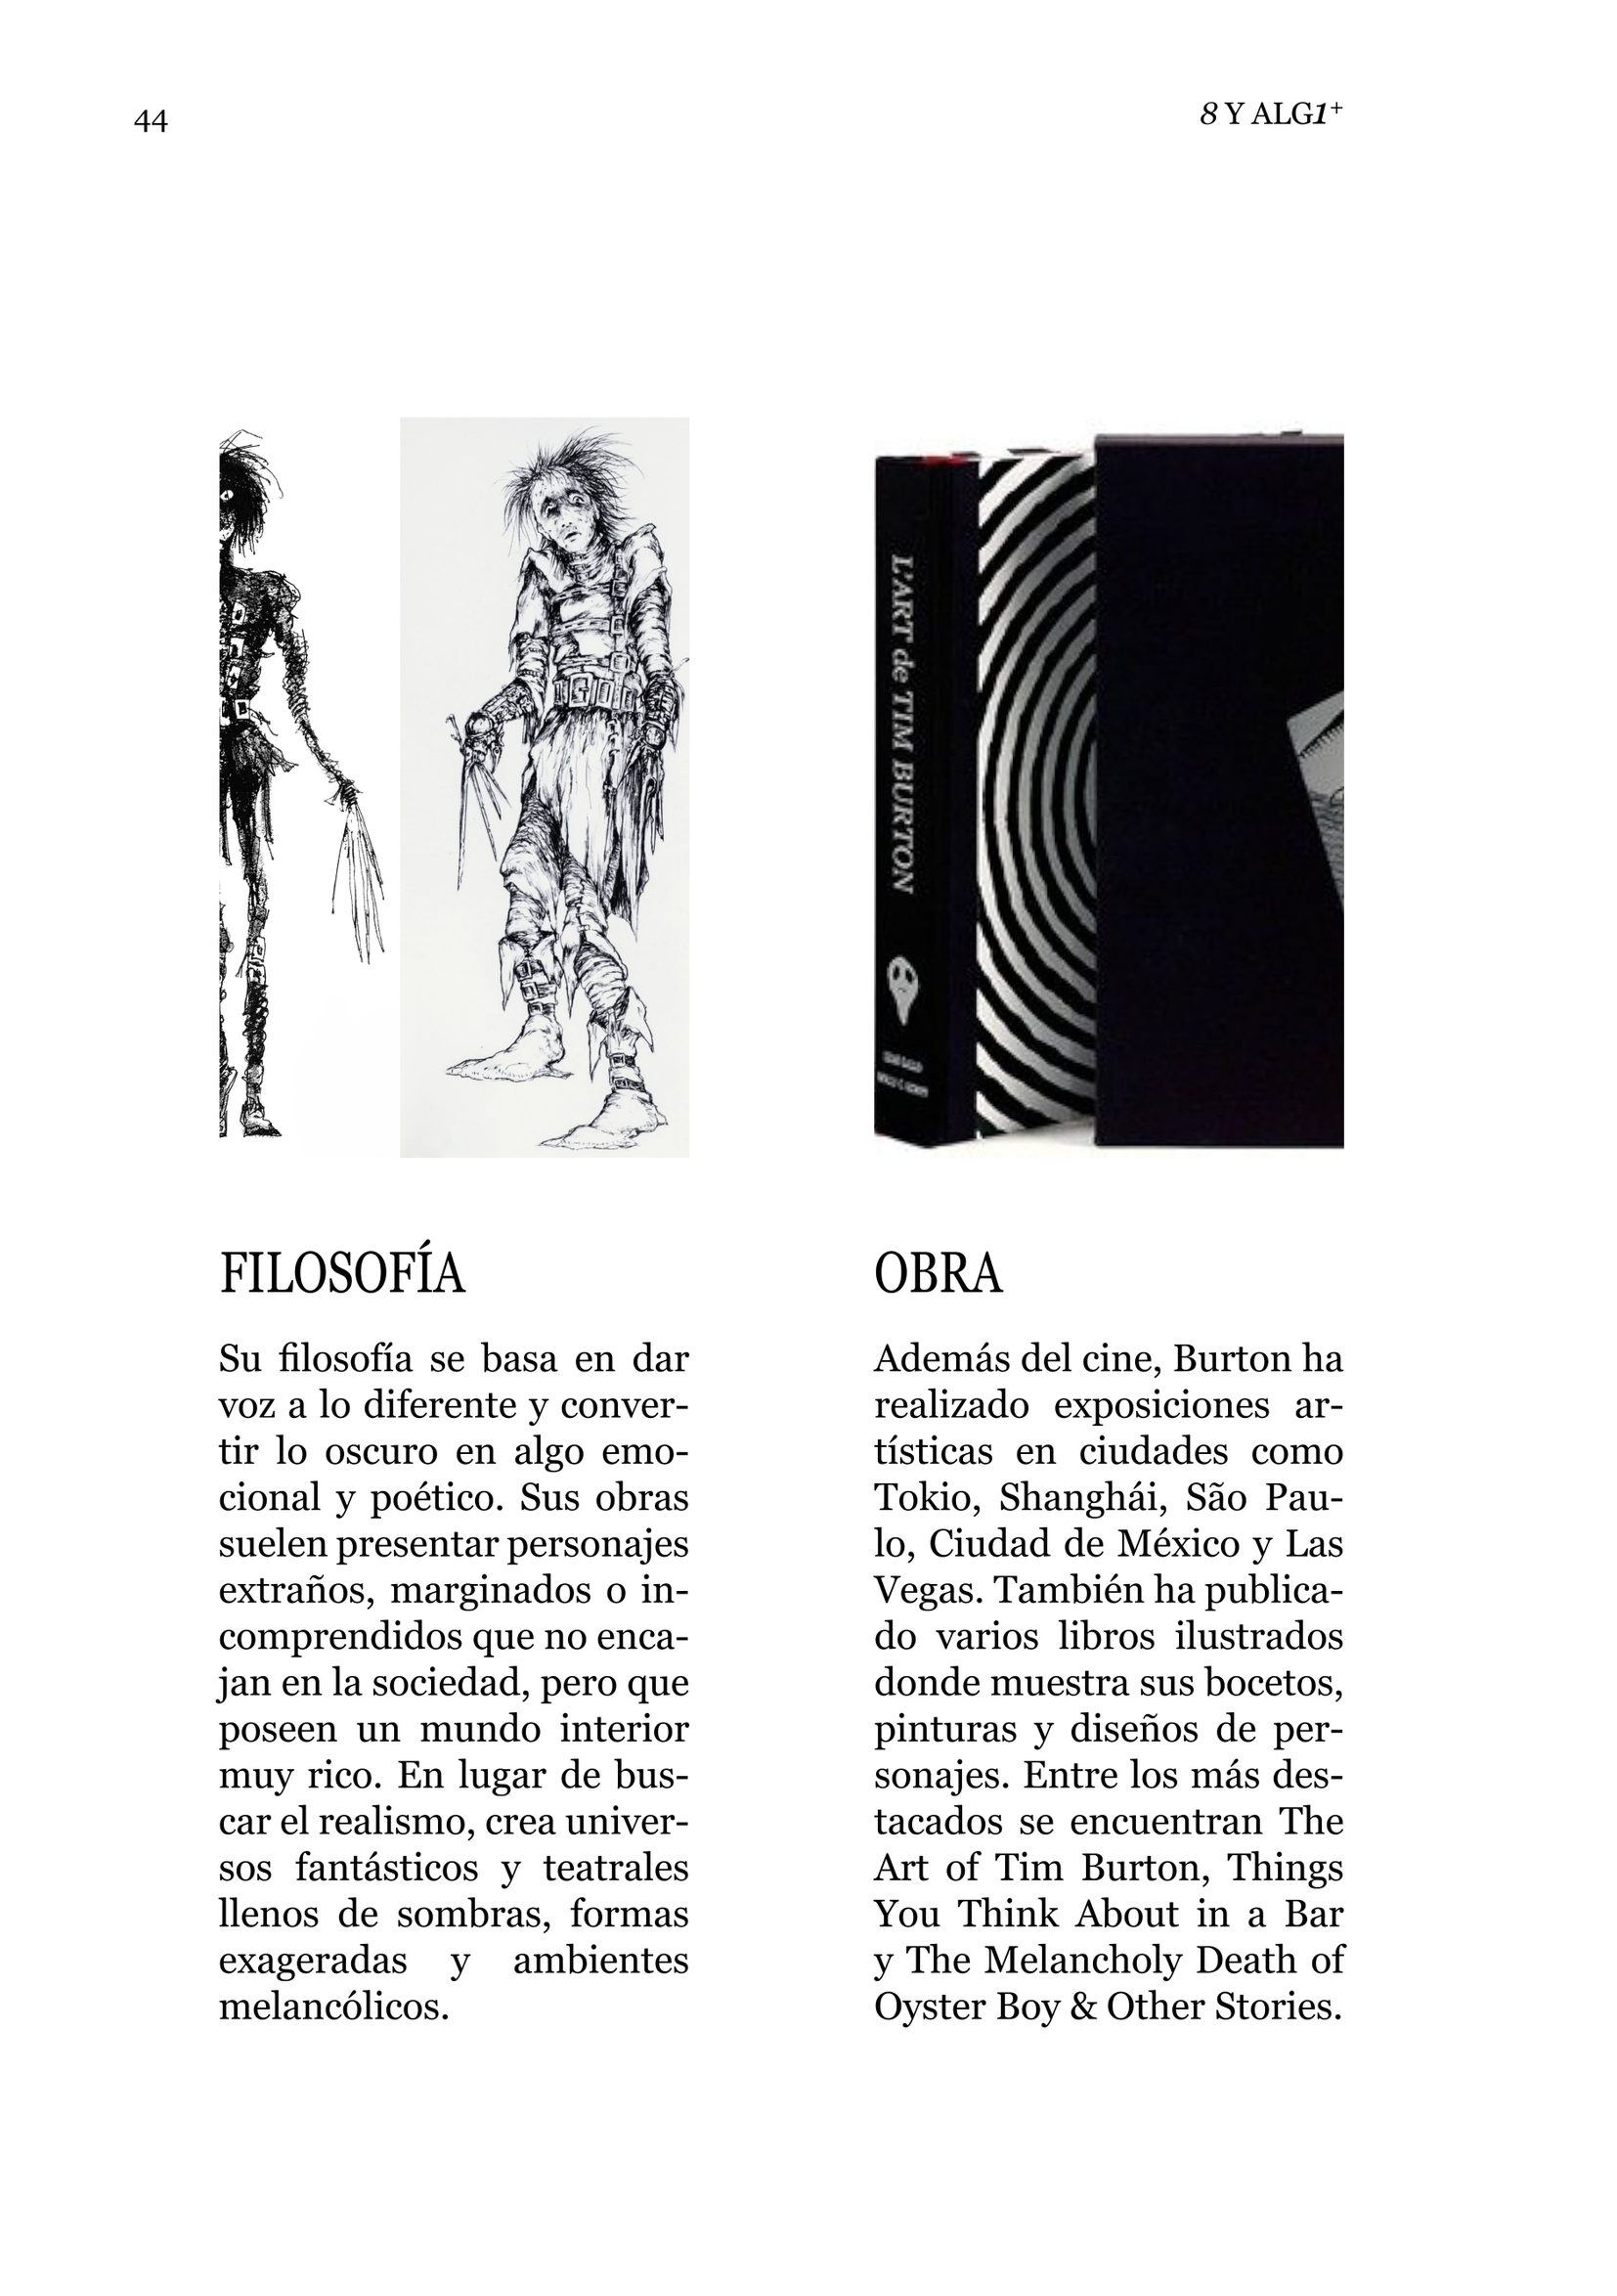 44
8 Y ALG1+
L'ART de TIM BURTON
FILOSOFÍA
Su filosofía se basa en dar
voz a lo diferente y conver-
tir lo oscuro en algo emo-
cional y poético. Sus obras
suelen presentar personajes
extraños, marginados o in-
comprendidos que no enca-
jan en la sociedad, pero que
poseen un mundo interior
muy rico. En lugar de bus-
car el realismo, crea univer-
sos fantásticos y teatrales
llenos de sombras, formas
exageradas y ambientes
melancólicos.
OBRA
Además del cine, Burton ha
realizado exposiciones ar-
tísticas en ciudades como
Tokio, Shanghái, São Pau-
lo, Ciudad de México y Las
Vegas. También ha publica-
do varios libros ilustrados
donde muestra sus bocetos,
pinturas y diseños de per-
sonajes. Entre los más des-
tacados se encuentran The
Art of Tim Burton, Things
You Think About in a Bar
y The Melancholy Death of
Oyster Boy & Other Stories.